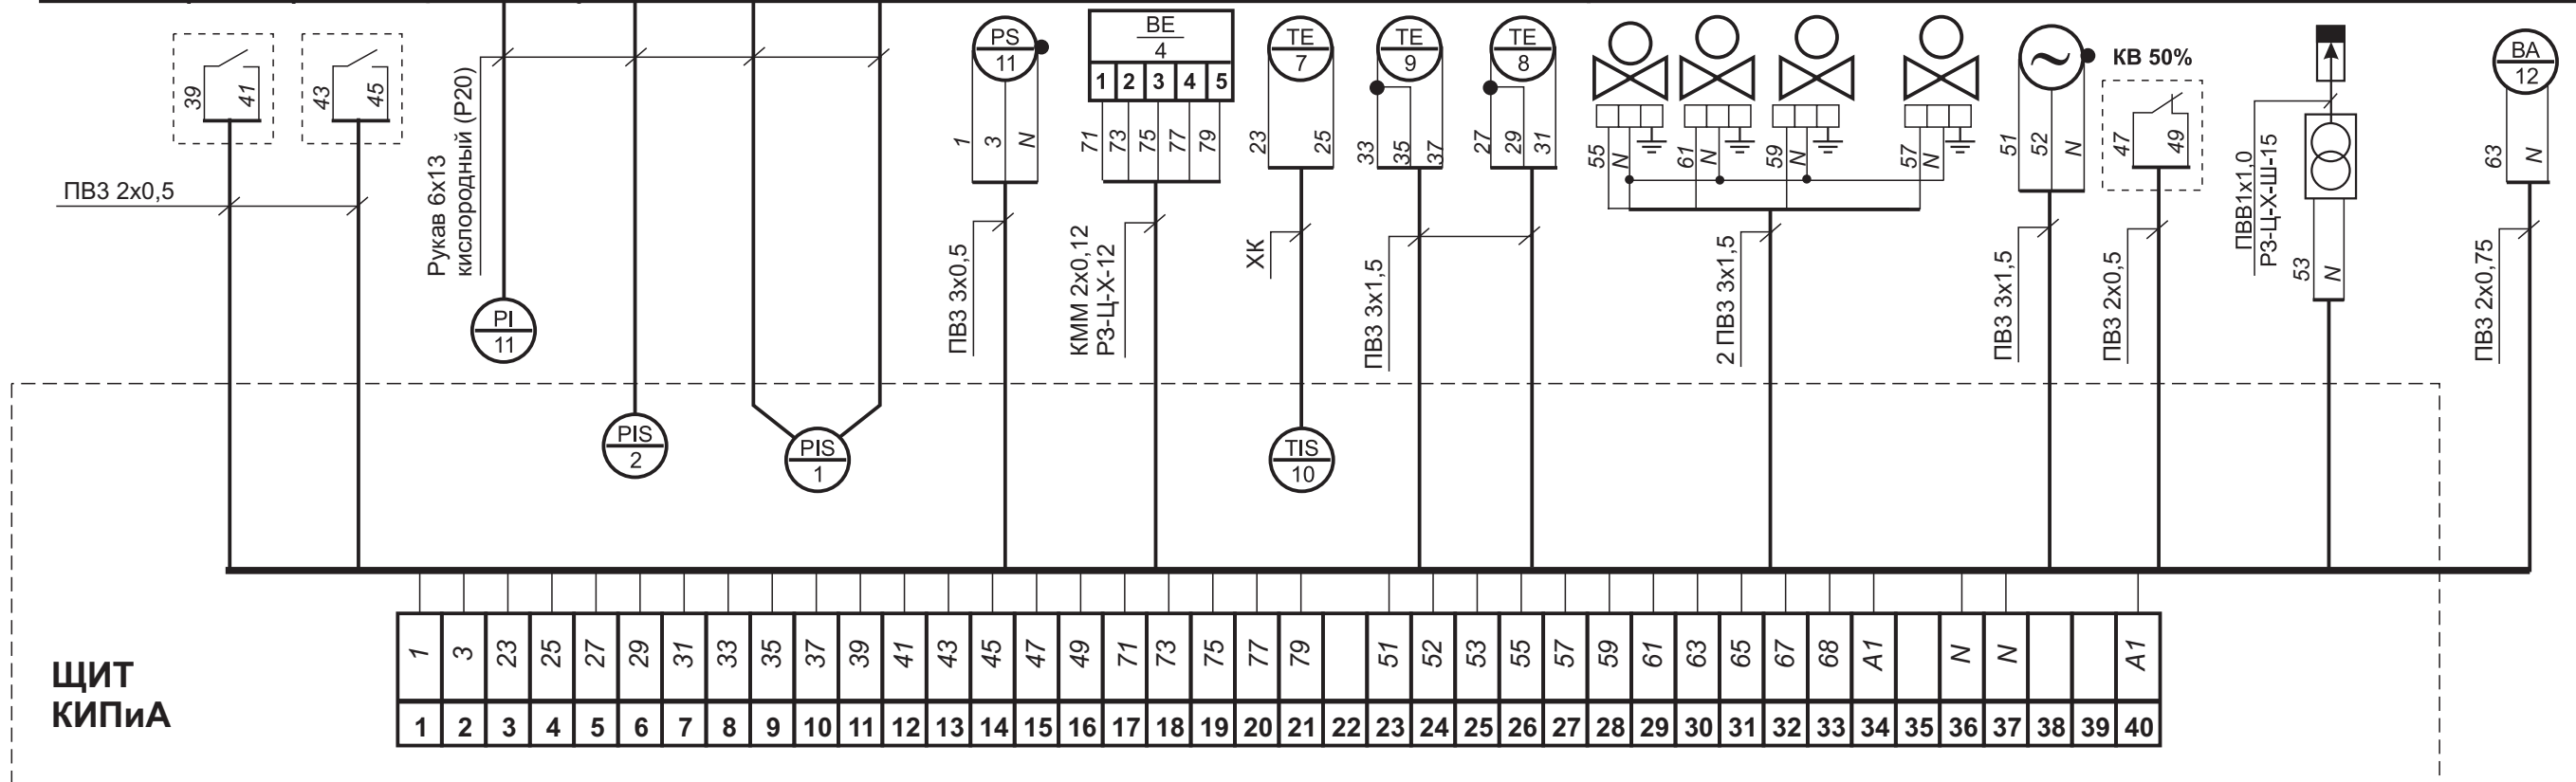 PS
11
BE
4
1 2 3 4 5
TE
7
TE
9
TE
8
~
КВ 50%
BA
12
39 41
43 45
1 3 N
71 73 75 77 79
23 25
33 35 37
27 29 31
55 N
61 N
59 N
57 N
51 52 N
47 49
53 N
63 N
ПВ3 2х0,5
Рукав 6х13
кислородный (Р20)
ПВ3 3х0,5
КММ 2х0,12
РЗ-Ц-Х-12
ХК
ПВ3 3х1,5
2 ПВ3 3х1,5
ПВ3 3х1,5
ПВ3 2х0,5
ПВВ1х1,0
РЗ-Ц-Х-Ш-15
ПВ3 2х0,75
PI
11
PIS
2
PIS
1
TIS
10
ЩИТ
КИПиА
1 3 23 25 27 29 31 33 35 37 39 41 43 45 47 49 71 73 75 77 79 51 52 53 55 57 59 61 63 65 67 68 A1 N N A1
1 2 3 4 5 6 7 8 9 10 11 12 13 14 15 16 17 18 19 20 21 22 23 24 25 26 27 28 29 30 31 32 33 34 35 36 37 38 39 40